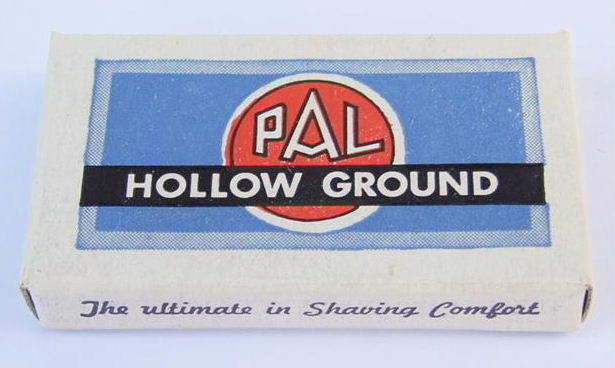 PAL
HOLLOW GROUND
The ultimate in Shaving Comfort